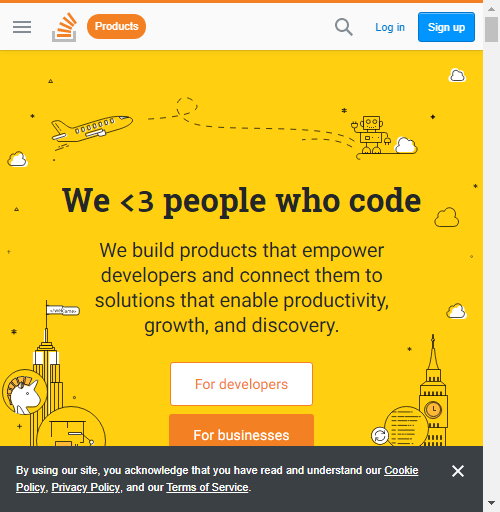 Products
Log in
Sign up
We <3 people who code
We build products that empower
developers and connect them to
solutions that enable productivity,
growth, and discovery.
For developers
For businesses
By using our site, you acknowledge that you have read and understand our Cookie
Policy, Privacy Policy, and our Terms of Service.